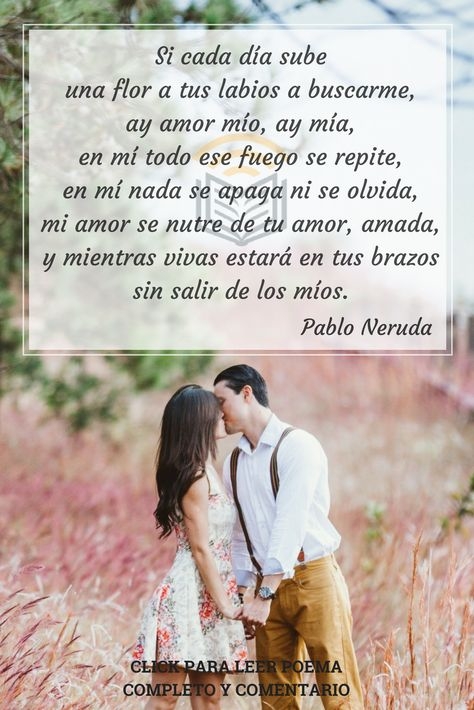 Si cada día sube
una flor a tus labios a buscarme,
ay amor mío, ay mía,
en mí todo ese fuego se repite,
en mí nada se apaga ni se olvida,
mi amor se nutre de tu amor, amada,
y mientras vivas estará en tus brazos
sin salir de los míos.
Pablo Neruda
CLICK PARA LEER POEMA
COMPLETO Y COMENTARIO